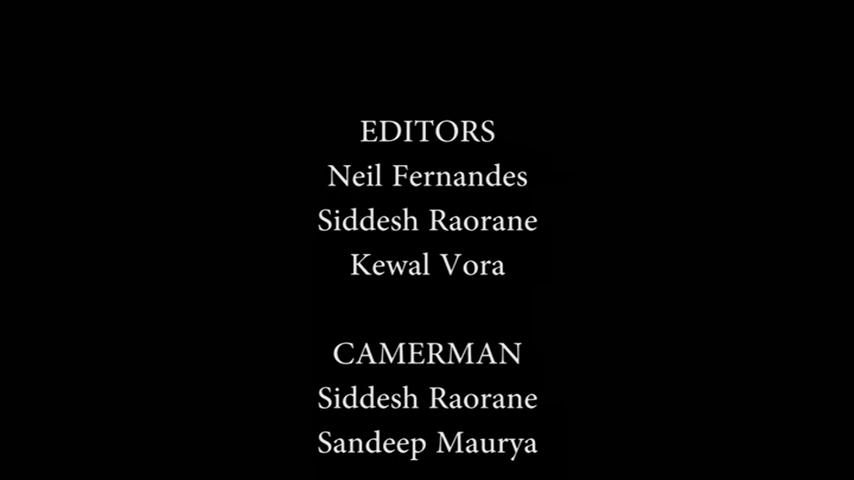 EDITORS
Neil Fernandes
Siddesh Raorane
Kewal Vora
CAMERMAN
Siddesh Raorane
Sandeep Maurya